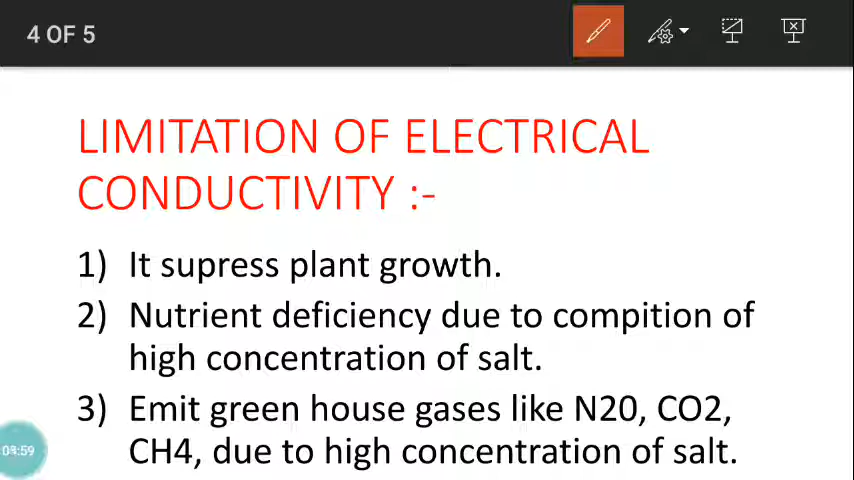 4 OF 5
LIMITATION OF ELECTRICAL
CONDUCTIVITY :-
1) It supress plant growth.
2) Nutrient deficiency due to compition of
high concentration of salt.
3) Emit green house gases like N20, CO2,
CH4, due to high concentration of salt.
03:59